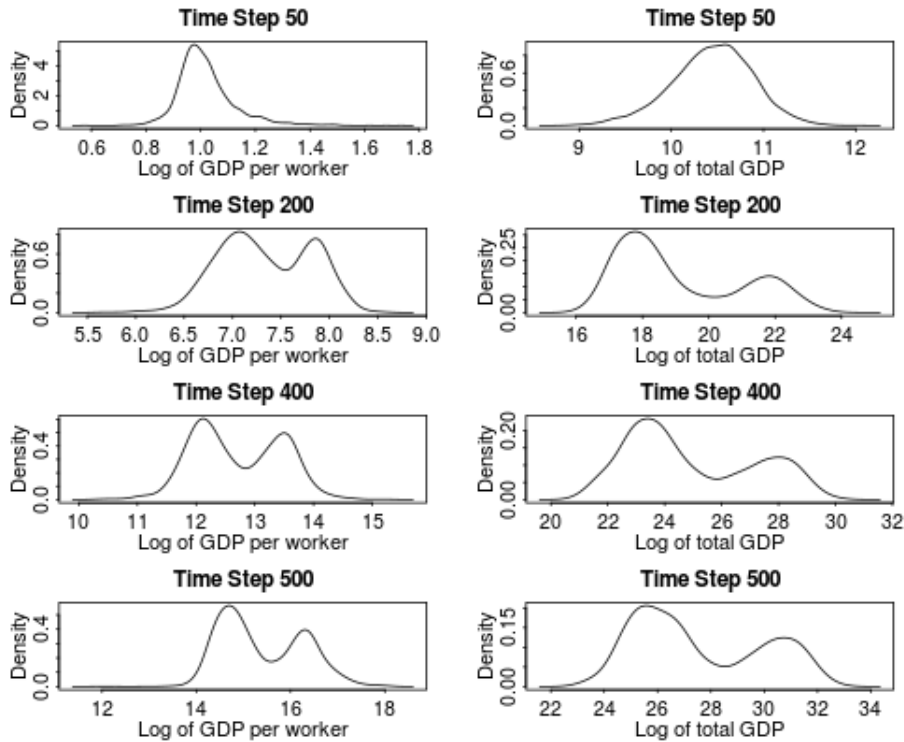 Time Step 50
Density
0 2 4
0.6 0.8 1.0 1.2 1.4 1.6 1.8
Log of GDP per worker
Time Step 50
Density
0.0 0.6
9 10 11 12
Log of total GDP
Time Step 200
Density
0.0 0.6
5.5 6.0 6.5 7.0 7.5 8.0 8.5 9.0
Log of GDP per worker
Time Step 200
Density
0.00 0.25
16 18 20 22 24
Log of total GDP
Time Step 400
Density
0.0 0.4
10 11 12 13 14 15
Log of GDP per worker
Time Step 400
Density
0.00 0.20
20 22 24 26 28 30 32
Log of total GDP
Time Step 500
Density
0.0 0.4
12 14 16 18
Log of GDP per worker
Time Step 500
Density
0.00 0.15
22 24 26 28 30 32 34
Log of total GDP